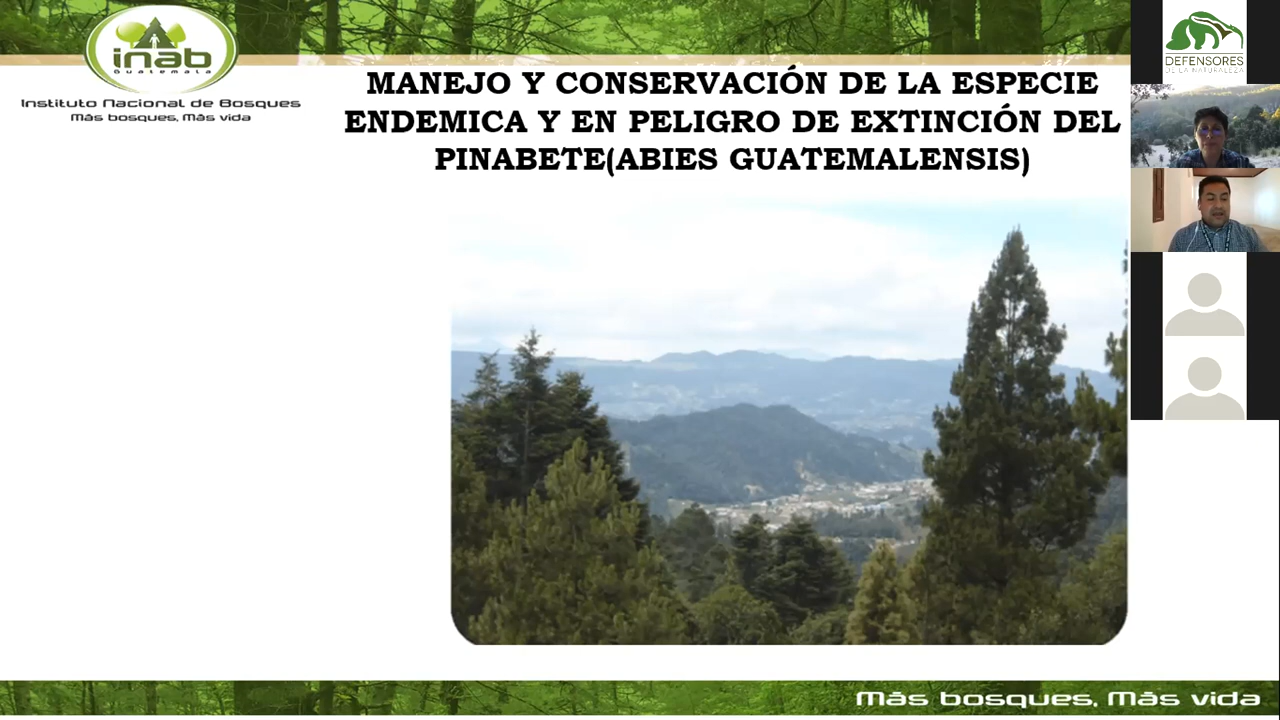 inab
Guatemala
Instituto Nacional de Bosques
Más bosques, Más vida
MANEJO Y CONSERVACIÓN DE LA ESPECIE
ENDEMICA Y EN PELIGRO DE EXTINCIÓN DEL
PINABETE(ABIES GUATEMALENSIS)
DEFENSORES
DE LA NATURALEZA
Más bosques, Más vida